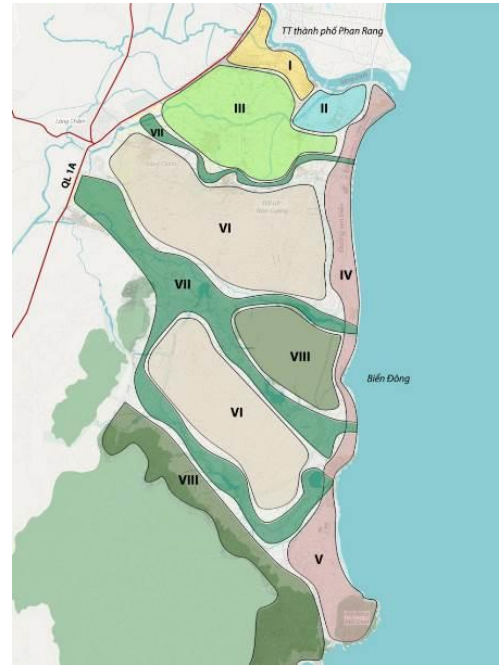 TT thành phố Phan Rang
I
II
III
VII
QL 1A
VI
IV
VII
VIII
Biển Đông
VI
VIII
V